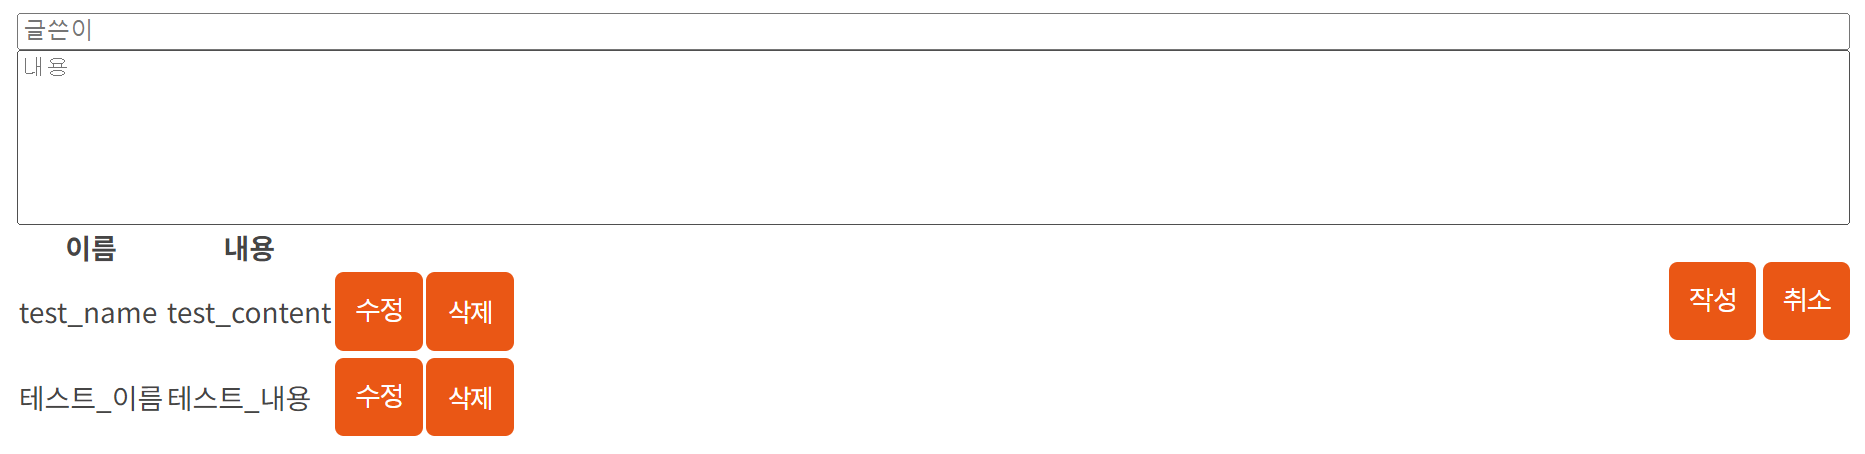 글쓴이
내용
이름 내용
작성 취소
test_name test_content 수정 삭제
테스트_이름 테스트_내용 수정 삭제